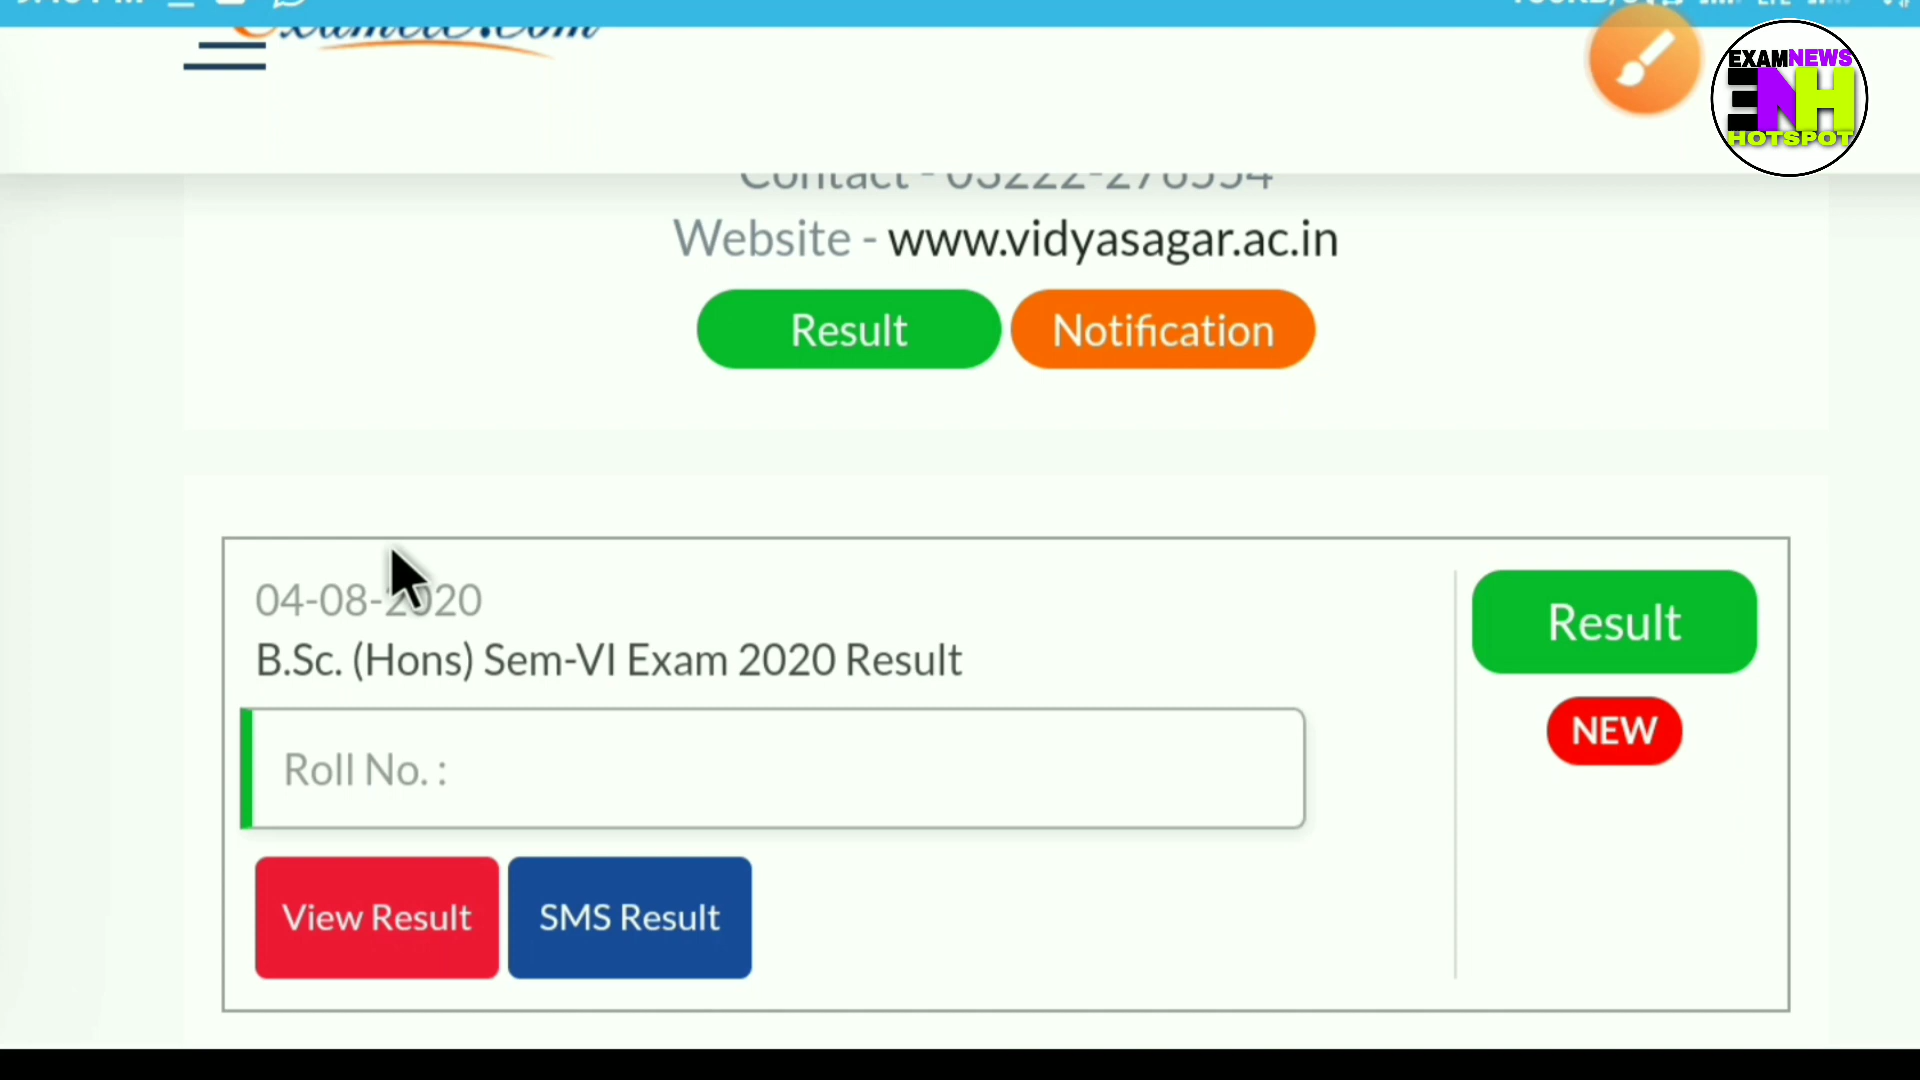 EXAMNEWS
ENH
HOTSPOT
Website - www.vidyasagar.ac.in
Result
Notification
04-08-2020
B.Sc. (Hons) Sem-VI Exam 2020 Result
Result
NEW
Roll No. :
View Result
SMS Result